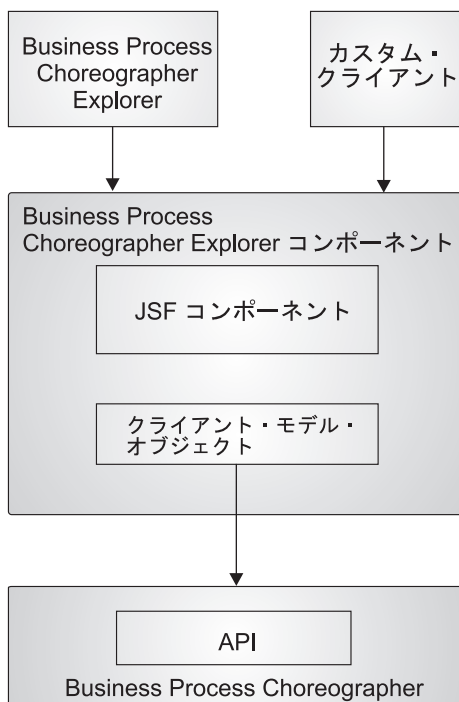 Business Process
Choreographer
Explorer
カスタム・
クライアント
Business Process
Choreographer Explorer コンポーネント
JSF コンポーネント
クライアント・モデル・
オブジェクト
API
Business Process Choreographer